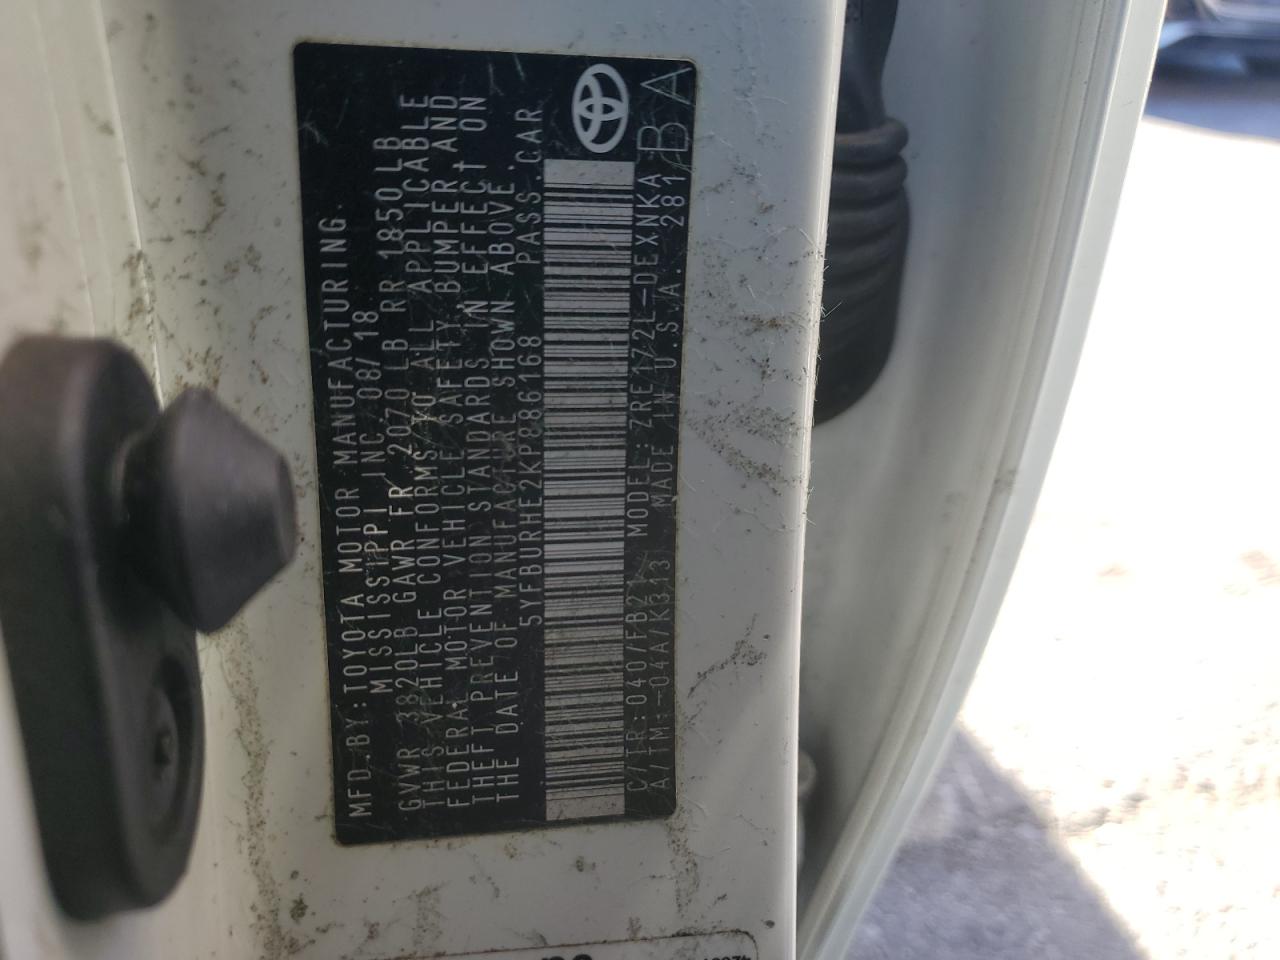 MFD.BY:TOYOTA MOTOR MANUFACTURING.
MISSISSIPPI INC 08/18
GVWR 3820LB GAWR FR 2070 LB RR 1850LB
THIS VEHICLE CONFORMS TO ALL APPLICABLE
FEDERAL MOTOR VEHICLE SAFETY,BUMPER,AND
THEFT PREVENTION STANDARDS IN EFFECT ON
THE DATE OF MANUFACTURE SHOWN ABOVE.
5YFBURHE2KP886168 PASS.CAR
C/TR:040/FB21 MODEL:ZRE172L-DEXNKA BA
A/TM:-04A/K313 MADE IN U.S.A. 281